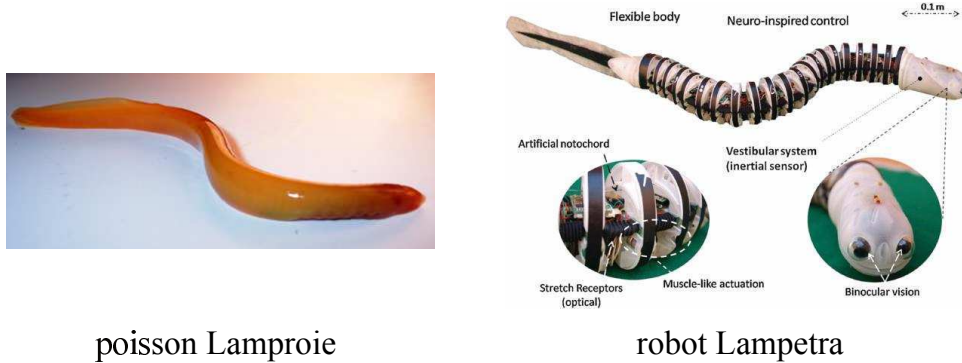 Flexible body
Neuro-inspired control
0.1 m
Artificial notochord
Vestibular system
(inertial sensor)
Stretch Receptors
(optical)
Muscle-like actuation
Binocular vision
poisson Lamproie
robot Lampetra